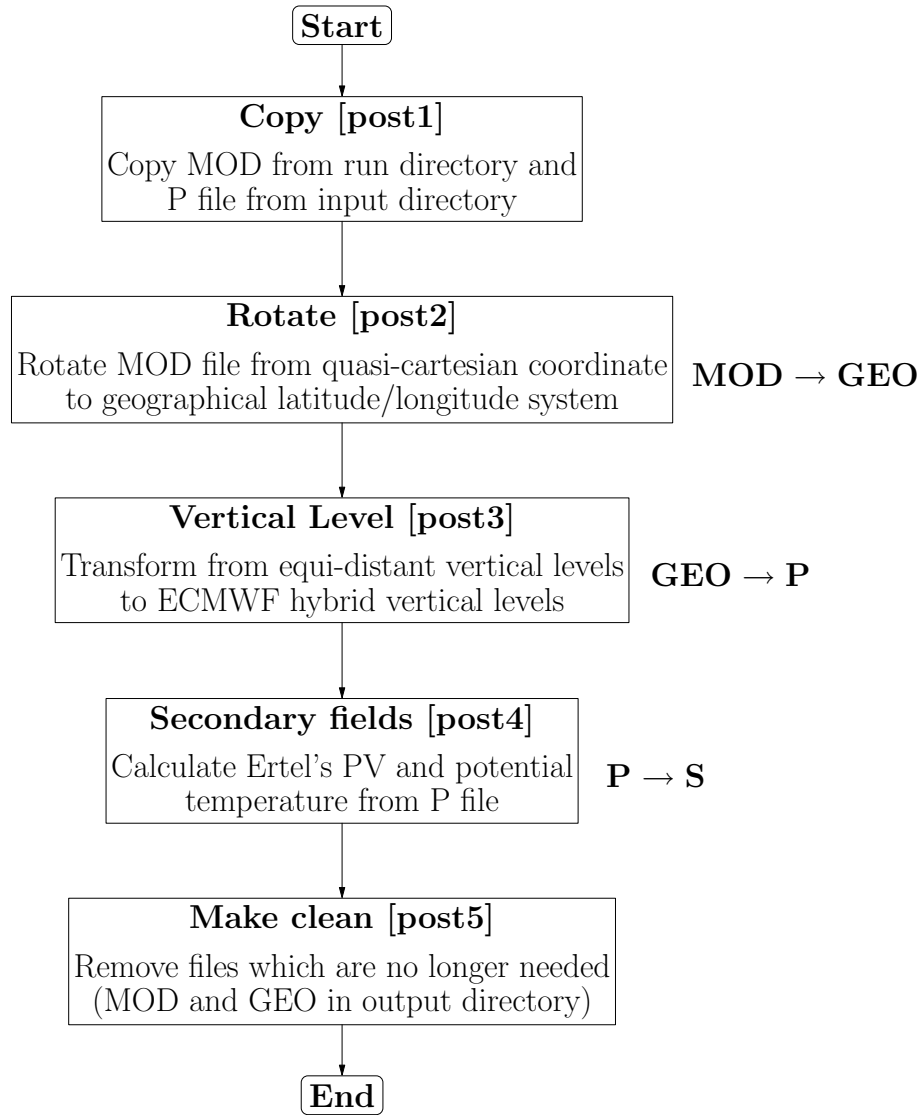 Start
Copy [post1]
Copy MOD from run directory and
P file from input directory
Rotate [post2]
Rotate MOD file from quasi-cartesian coordinate
to geographical latitude/longitude system
MOD → GEO
Vertical Level [post3]
Transform from equi-distant vertical levels
to ECMWF hybrid vertical levels
GEO → P
Secondary fields [post4]
Calculate Ertel's PV and potential
temperature from P file
P → S
Make clean [post5]
Remove files which are no longer needed
(MOD and GEO in output directory)
End